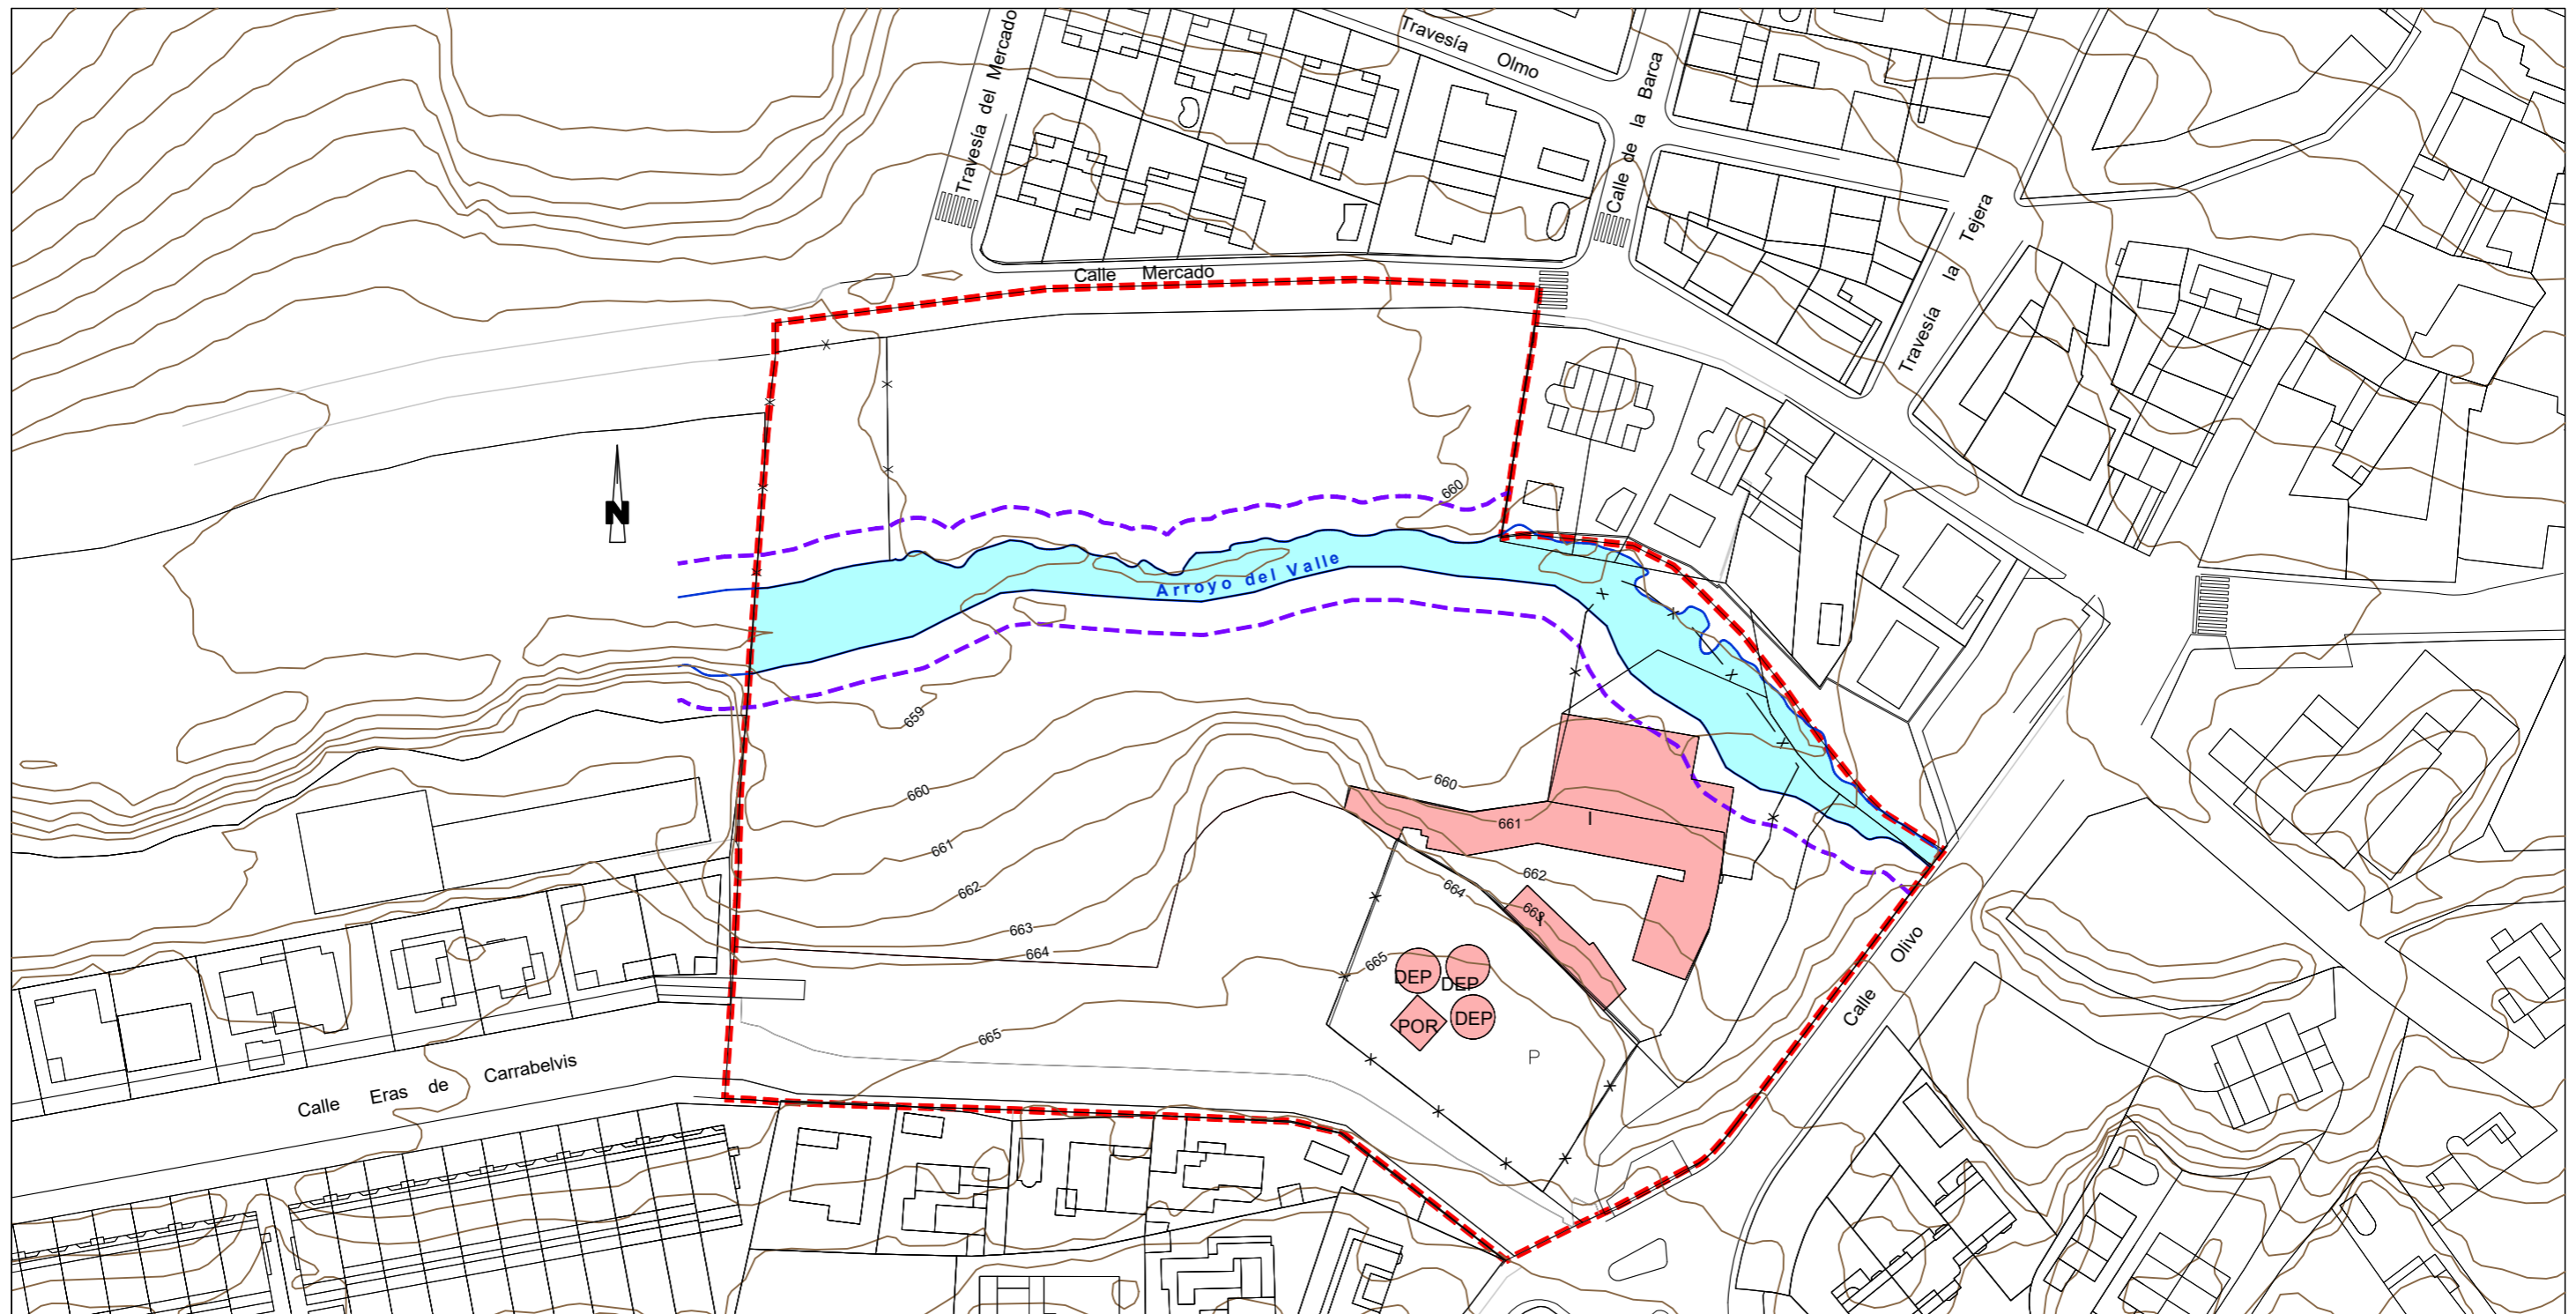 Travesía del Mercado
Travesía Olmo
Calle de la Barca
Travesía la Tejera
Calle Mercado
N
660
Arroyo del Valle
659
660
660
661
661
I
662
662
664
663
664
665
665
DEP
DEP
DEP
POR
P
Calle Olivo
Calle Eras de Carrabelvis